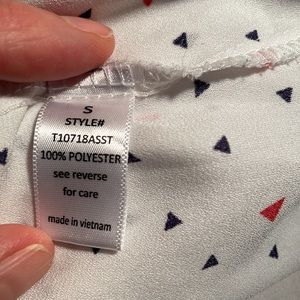 S
STYLE#
T10718ASST
100% POLYESTER
see reverse
for care
made in vietnam